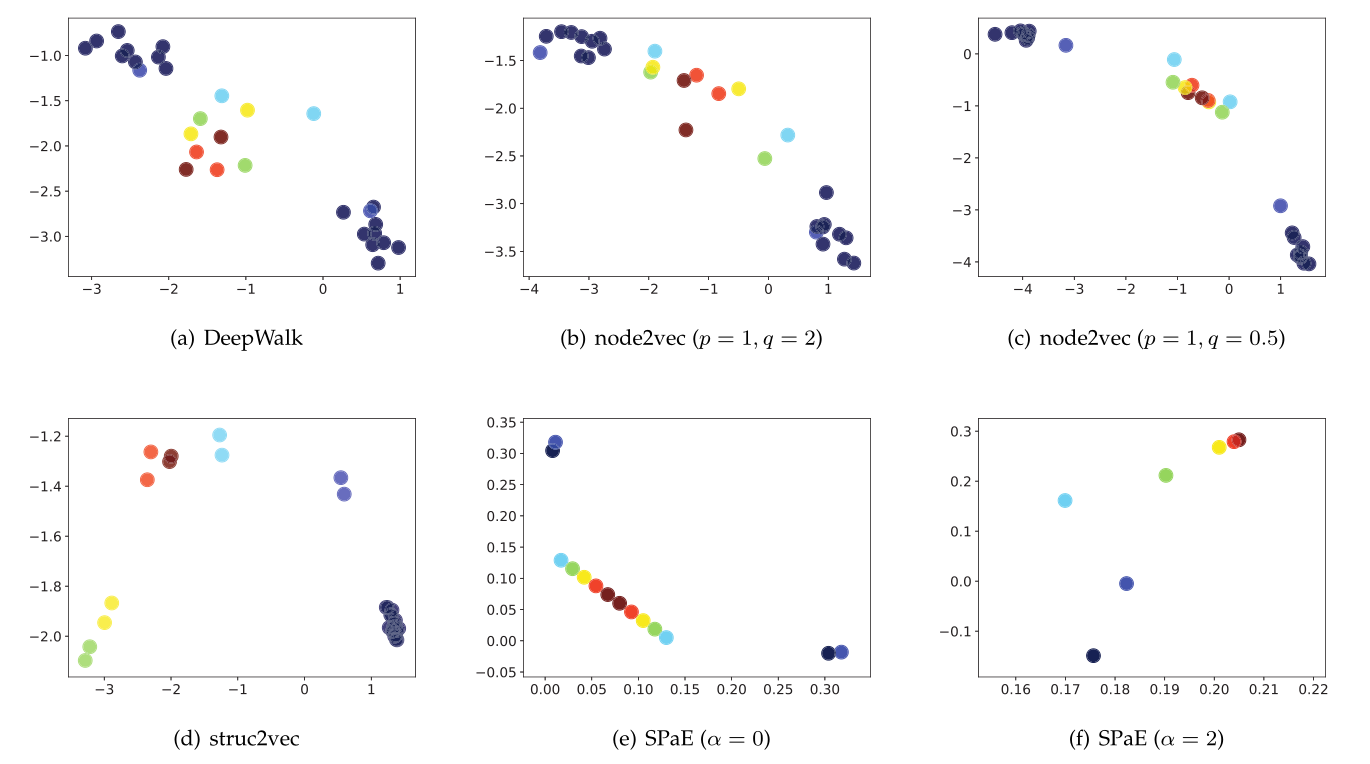 −1.0
−1.5
−2.0
−2.5
−3.0
−3 −2 −1 0 1
−1.5
−2.0
−2.5
−3.0
−3.5
−4 −3 −2 −1 0 1
0
−1
−2
−3
−4
−4 −3 −2 −1 0 1
(a) DeepWalk
(b) node2vec (p = 1, q = 2)
(c) node2vec (p = 1, q = 0.5)
−1.2
−1.4
−1.6
−1.8
−2.0
−3 −2 −1 0 1
0.35
0.30
0.25
0.20
0.15
0.10
0.05
0.00
−0.05
0.00 0.05 0.10 0.15 0.20 0.25 0.30
0.3
0.2
0.1
0.0
−0.1
0.16 0.17 0.18 0.19 0.20 0.21 0.22
(d) struc2vec
(e) SPaE (α = 0)
(f) SPaE (α = 2)